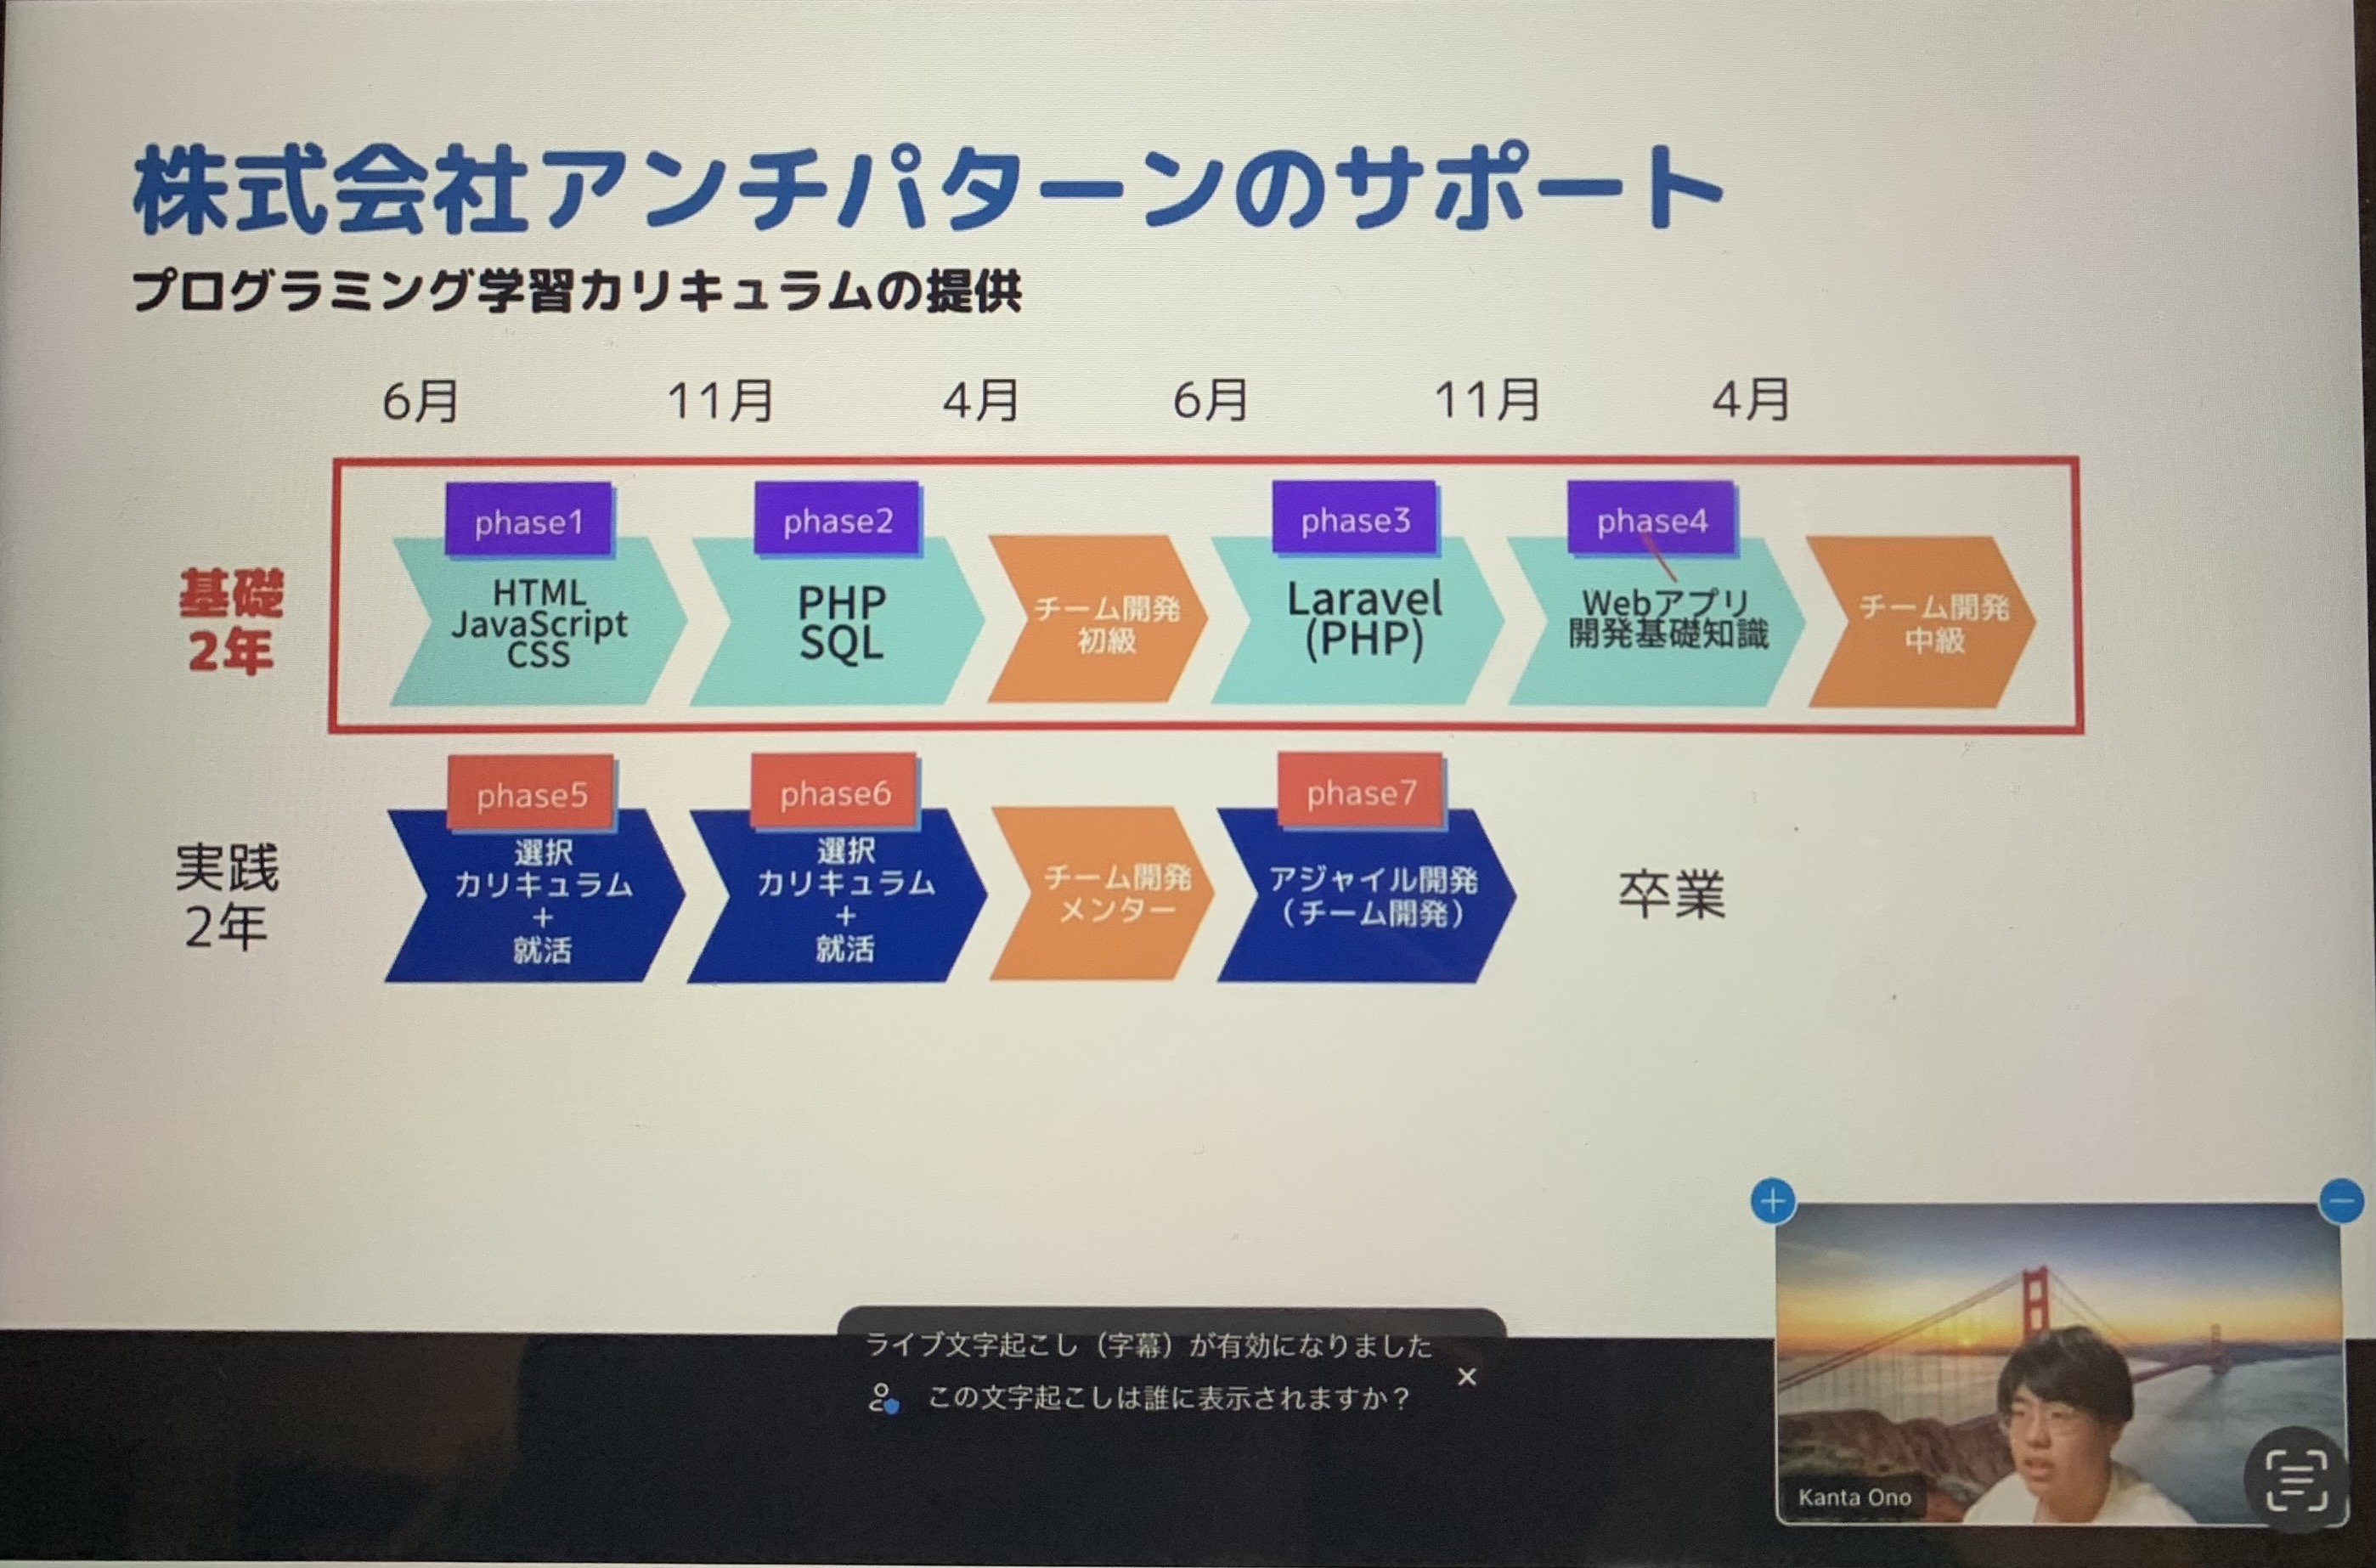 株式会社アンチパターンのサポート
プログラミング学習カリキュラムの提供
6月 11月 4月 6月 11月 4月
基礎
2年
phase1
HTML
JavaScript
CSS
phase2
PHP
SQL
チーム開発
初級
phase3
Laravel
(PHP)
phase4
Webアプリ
開発基礎知識
チーム開発
中級
実践
2年
phase5
選択
カリキュラム
+
就活
phase6
選択
カリキュラム
+
就活
チーム開発
メンター
phase7
アジャイル開発
（チーム開発）
卒業
ライブ文字起こし（字幕）が有効になりました
この文字起こしは誰に表示されますか？
Kanta Ono